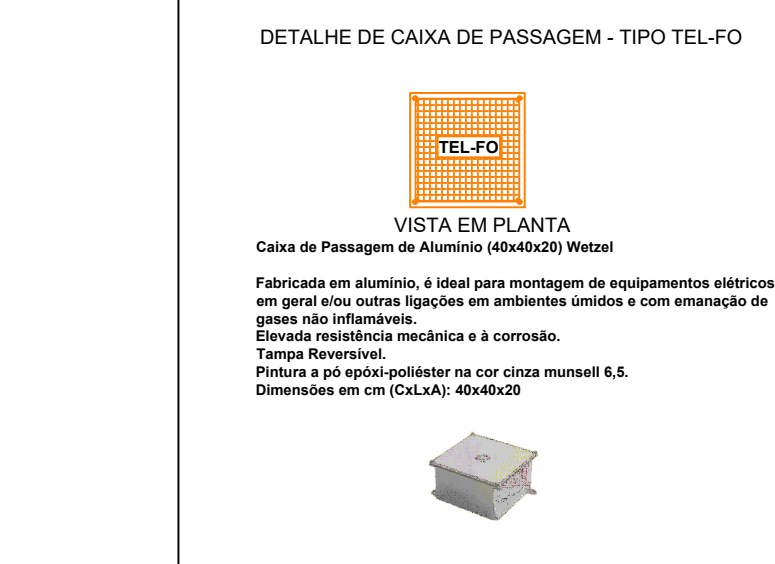 DETALHE DE CAIXA DE PASSAGEM - TIPO TEL-FO
TEL-FO
VISTA EM PLANTA
Caixa de Passagem de Alumínio (40x40x20) Wetzel
Fabricada em alumínio, é ideal para montagem de equipamentos elétricos
em geral e/ou outras ligações em ambientes úmidos e com emanação de
gases não inflamáveis.
Elevada resistência mecânica e à corrosão.
Tampa Reversível.
Pintura a pó epóxi-poliéster na cor cinza munsell 6,5.
Dimensões em cm (CxLxA): 40x40x20